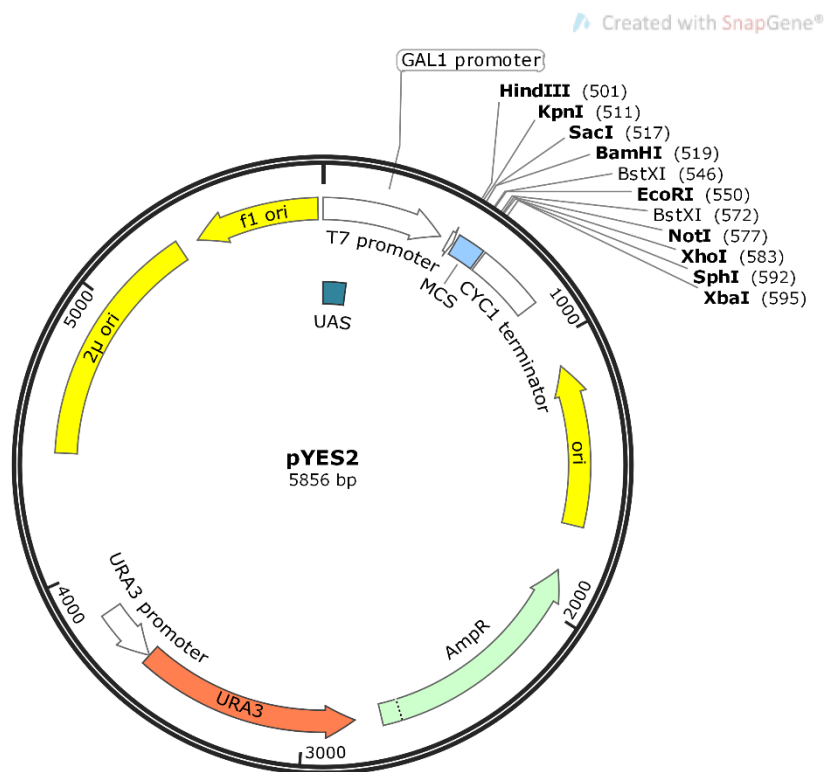 Created with SnapGene®
GAL1 promoter
HindIII (501)
KpnI (511)
SacI (517)
BamHI (519)
BstXI (546)
EcoRI (550)
BstXI (572)
NotI (577)
XhoI (583)
SphI (592)
XbaI (595)
f1 ori
T7 promoter
MCS
CYC1 terminator
UAS
1000
5000
2µ ori
pYES2
5856 bp
ori
4000
URA3 promoter
2000
AmpR
URA3
3000